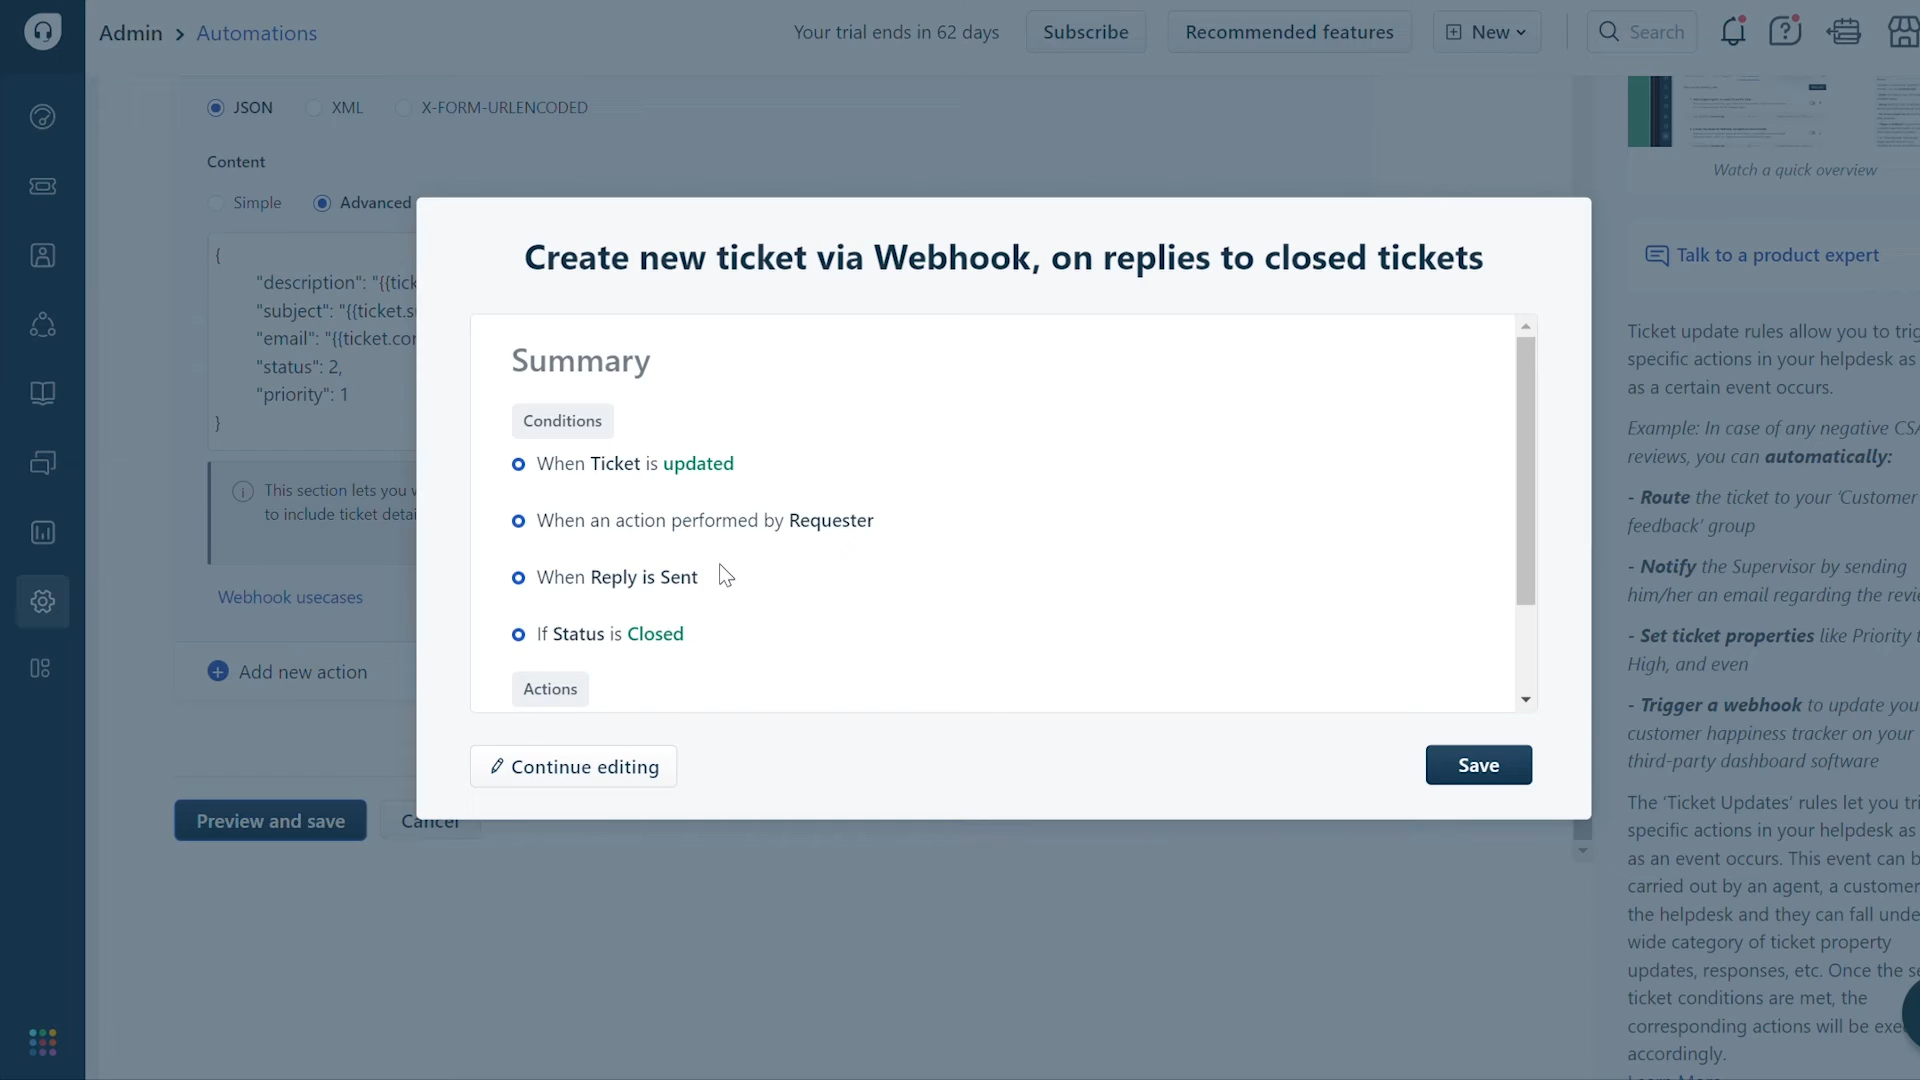 Admin > Automations
Your trial ends in 62 days
Subscribe
Recommended features
New
Search
JSON
XML
X-FORM-URLENCODED
Content
Simple
Advanced
{
"description": "{{tick
"subject": "{{ticket.su
"email": "{{ticket.con
"status": 2,
"priority": 1
}
This section lets you w
to include ticket detai
Webhook usecases
Add new action
Preview and save
Cancel
Create new ticket via Webhook, on replies to closed tickets
Summary
Conditions
When Ticket is updated
When an action performed by Requester
When Reply is Sent
If Status is Closed
Actions
Continue editing
Save
Watch a quick overview
Talk to a product expert
Ticket update rules allow you to trig
specific actions in your helpdesk as
as a certain event occurs.
Example: In case of any negative CSA
reviews, you can automatically:
- Route the ticket to your 'Customer
feedback' group
- Notify the Supervisor by sending
him/her an email regarding the revie
- Set ticket properties like Priority t
High, and even
- Trigger a webhook to update you
customer happiness tracker on your
third-party dashboard software
The 'Ticket Updates' rules let you tri
specific actions in your helpdesk as
as an event occurs. This event can b
carried out by an agent, a customer
the helpdesk and they can fall unde
wide category of ticket property
updates, responses, etc. Once the se
ticket conditions are met, the
corresponding actions will be exe
accordingly.